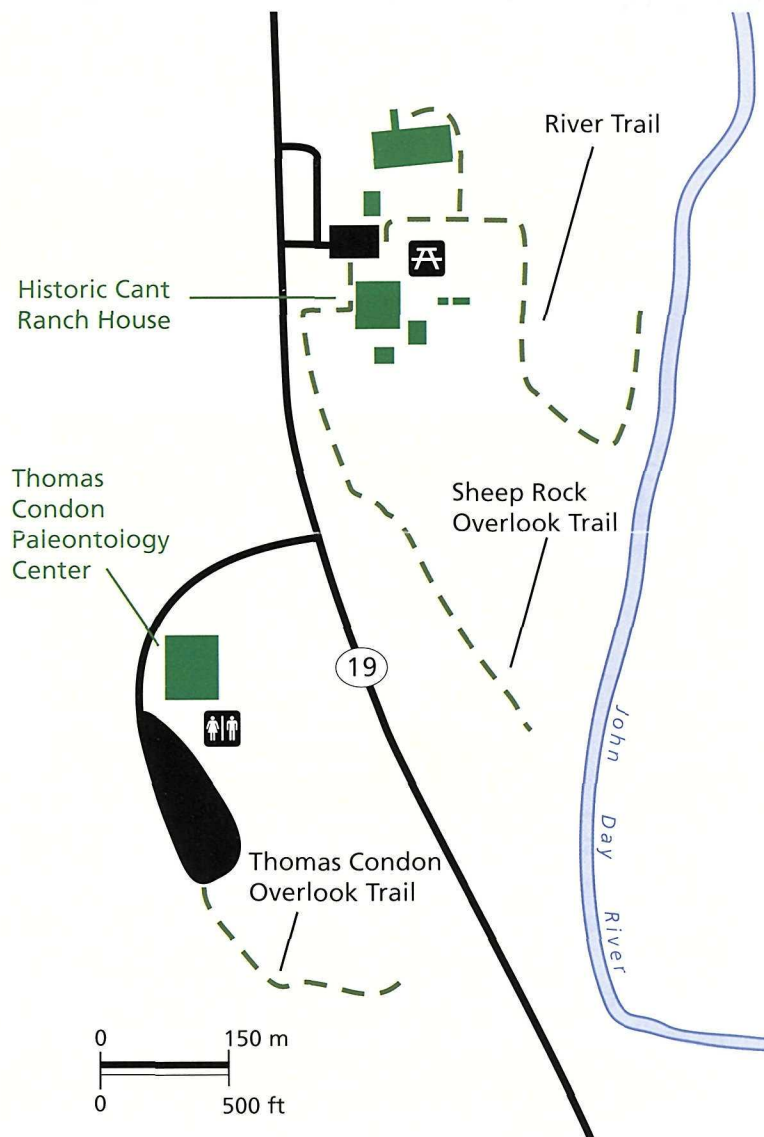 River Trail
Historic Cant
Ranch House
Thomas
Condon
Paleontology
Center
Sheep Rock
Overlook Trail
19
John Day River
Thomas Condon
Overlook Trail
0 150 m
0 500 ft